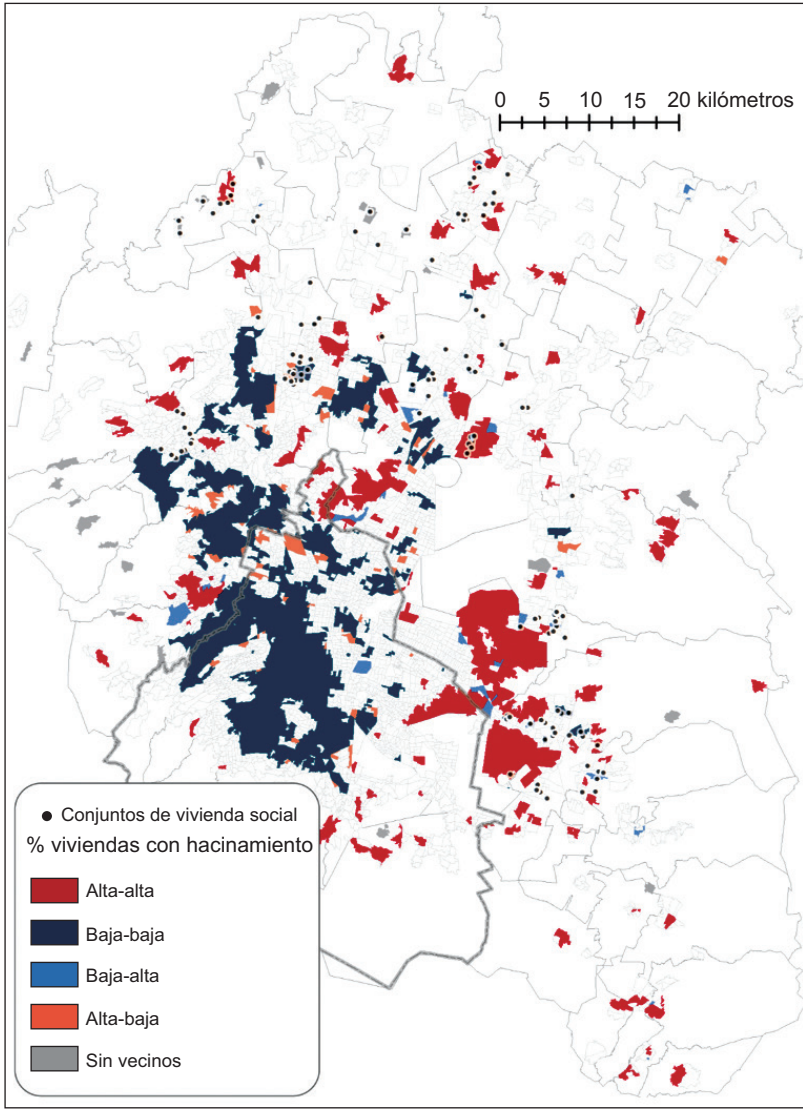 0 5 10 15 20 kilómetros
Conjuntos de vivienda social
% viviendas con hacinamiento
Alta-alta
Baja-baja
Baja-alta
Alta-baja
Sin vecinos